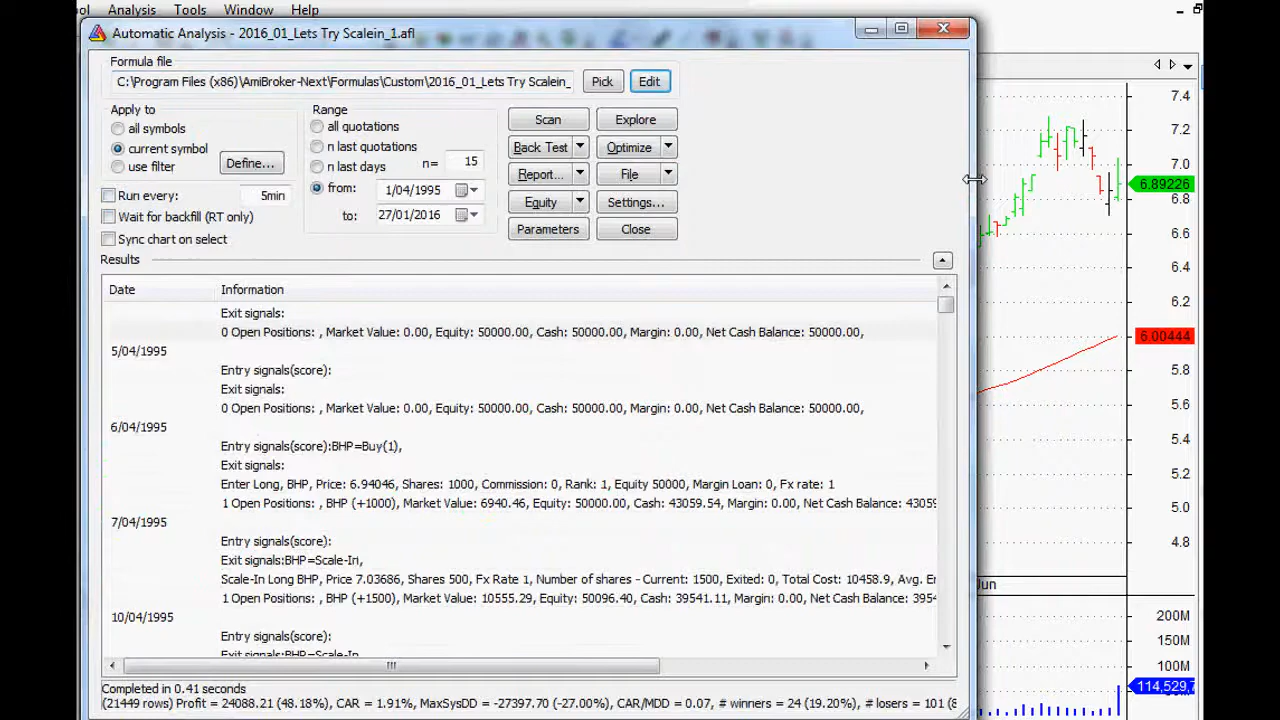 ol Analysis Tools Window Help
Automatic Analysis - 2016_01_Lets Try Scalein_1.afl
Formula file
C:\Program Files (x86)\AmiBroker-Next\Formulas\Custom\2016_01_Lets Try Scalein_ Pick Edit
Apply to
all symbols
current symbol
use filter
Define...
Range
all quotations
n last quotations
n last days n= 15
from: 1/04/1995
to: 27/01/2016
Run every: 5min
Wait for backfill (RT only)
Sync chart on select
Scan Explore
Back Test Optimize
Report... File
Equity Settings...
Parameters Close
Results
Date Information
Exit signals:
0 Open Positions: , Market Value: 0.00, Equity: 50000.00, Cash: 50000.00, Margin: 0.00, Net Cash Balance: 50000.00,
5/04/1995
Entry signals(score):
Exit signals:
0 Open Positions: , Market Value: 0.00, Equity: 50000.00, Cash: 50000.00, Margin: 0.00, Net Cash Balance: 50000.00,
6/04/1995
Entry signals(score):BHP=Buy(1),
Exit signals:
Enter Long, BHP, Price: 6.94046, Shares: 1000, Commission: 0, Rank: 1, Equity 50000, Margin Loan: 0, Fx rate: 1
1 Open Positions: , BHP (+1000), Market Value: 6940.46, Equity: 50000.00, Cash: 43059.54, Margin: 0.00, Net Cash Balance: 43059
7/04/1995
Entry signals(score):
Exit signals:BHP=Scale-In,
Scale-In Long BHP, Price 7.03686, Shares 500, Fx Rate 1, Number of shares - Current: 1500, Exited: 0, Total Cost: 10458.9, Avg. En
1 Open Positions: , BHP (+1500), Market Value: 10555.29, Equity: 50096.40, Cash: 39541.11, Margin: 0.00, Net Cash Balance: 3954
10/04/1995
Entry signals(score):
Exit signals:BHP=Scale-In
Completed in 0.41 seconds
(21449 rows) Profit = 24088.21 (48.18%), CAR = 1.91%, MaxSysDD = -27397.70 (-27.00%), CAR/MDD = 0.07, # winners = 24 (19.20%), # losers = 101 (8
7.4
7.2
7.0
6.89226
6.8
6.6
6.4
6.2
6.00444
5.8
5.6
5.4
5.2
5.0
4.8
Jun
200M
150M
100M
114,529,7